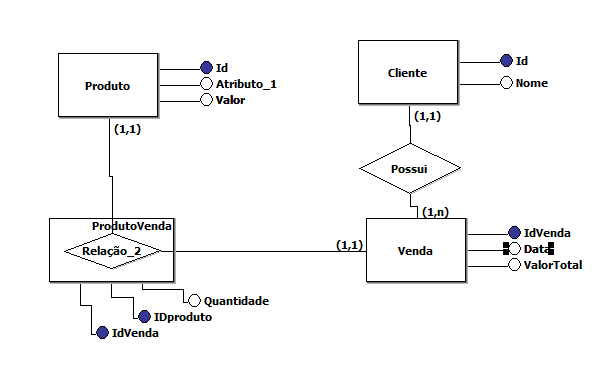 Produto
Id
Atributo_1
Valor
(1,1)
Cliente
Id
Nome
(1,1)
Possui
(1,n)
ProdutoVenda
Relação_2
(1,1)
Venda
IdVenda
Data
ValorTotal
Quantidade
IDproduto
IdVenda